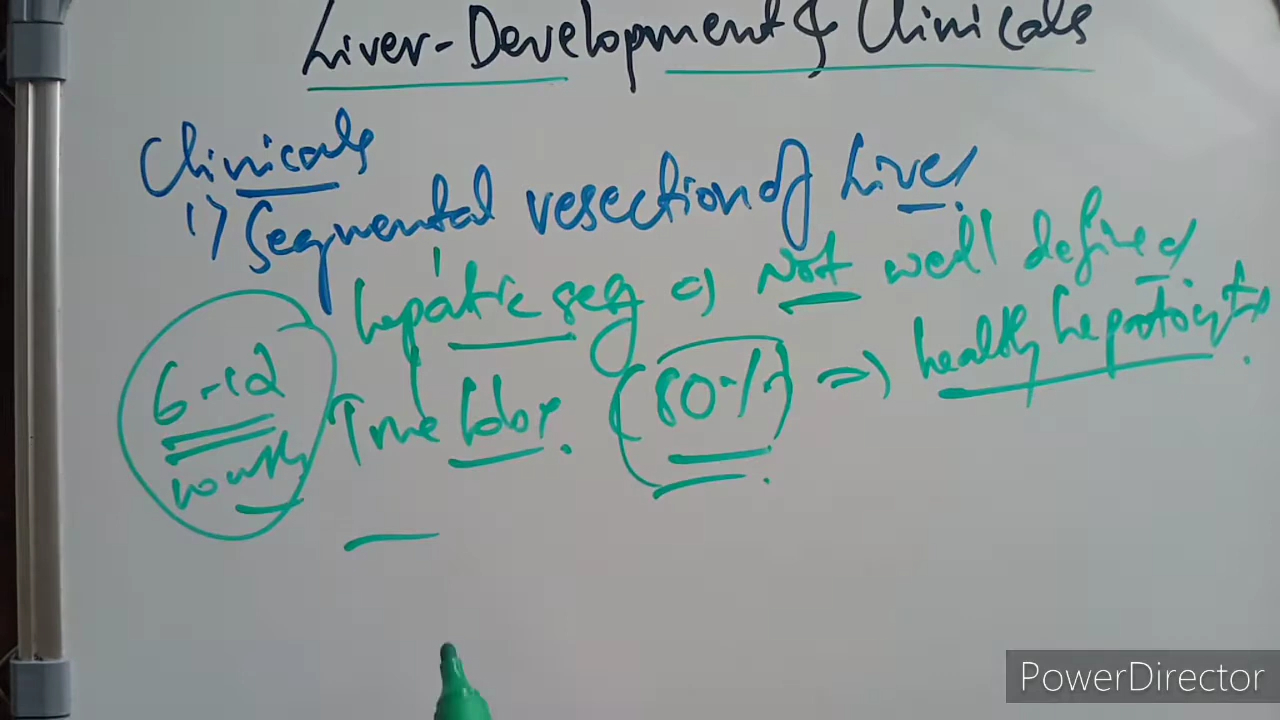 Liver-Development & Clinicals
Clinicals
1) Segmental resection of Liver
hepatic seg Not well defined
True lobe. (80%) => healthy hepatocytes.
6-12
months
PowerDirector